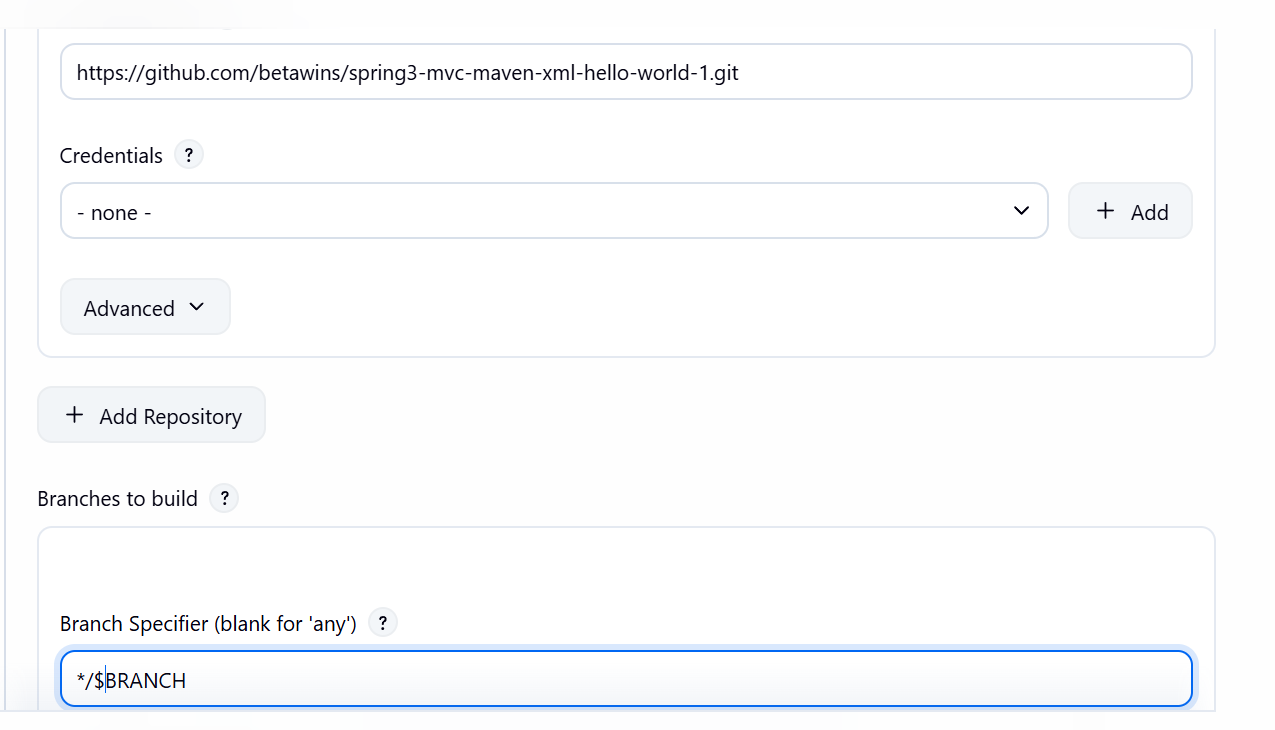 https://github.com/betawins/spring3-mvc-maven-xml-hello-world-1.git
Credentials ?
- none -
+ Add
Advanced
+ Add Repository
Branches to build ?
Branch Specifier (blank for 'any') ?
*/$BRANCH